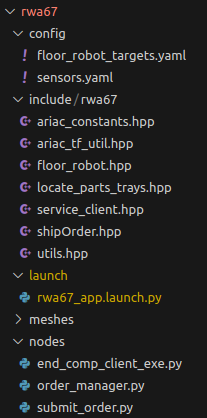 rwa67
config
! floor_robot_targets.yaml
! sensors.yaml
include / rwa67
ariac_constants.hpp
ariac_tf_util.hpp
floor_robot.hpp
locate_parts_trays.hpp
service_client.hpp
shipOrder.hpp
utils.hpp
launch
rwa67_app.launch.py
meshes
nodes
end_comp_client_exe.py
order_manager.py
submit_order.py